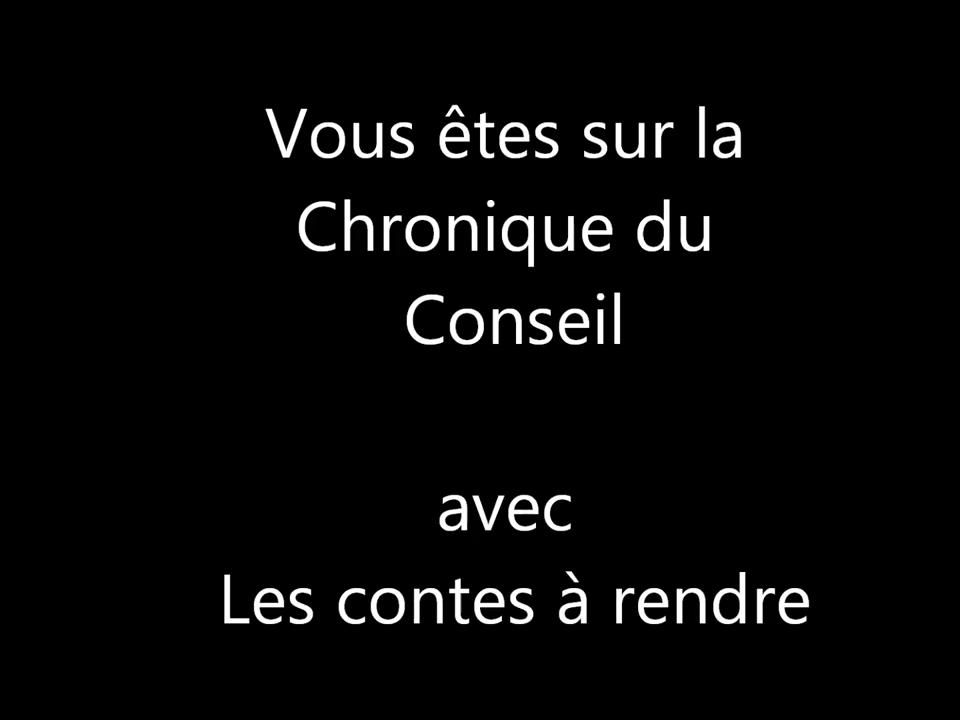 Vous êtes sur la
Chronique du
Conseil
avec
Les contes à rendre